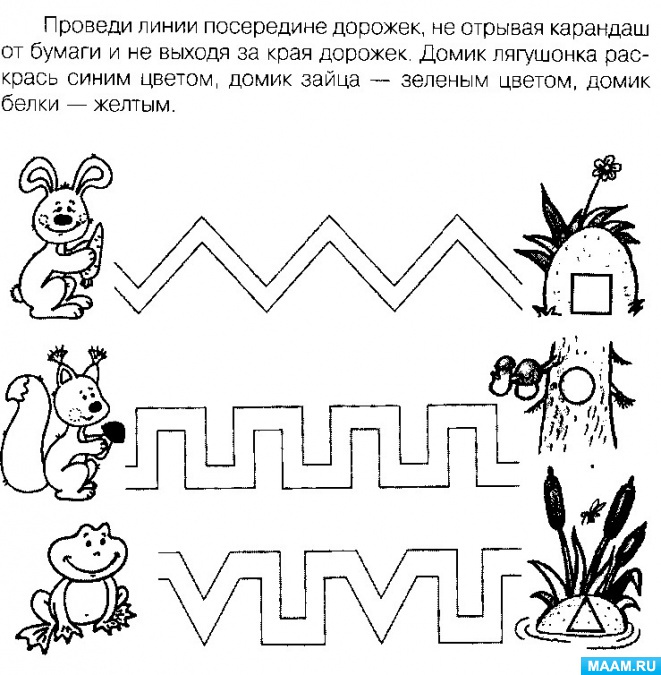 Проведи линии посередине дорожек, не отрывая карандаш
от бумаги и не выходя за края дорожек. Домик лягушонка рас-
крась синим цветом, домик зайца — зеленым цветом, домик
белки — желтым.
MAAM.RU